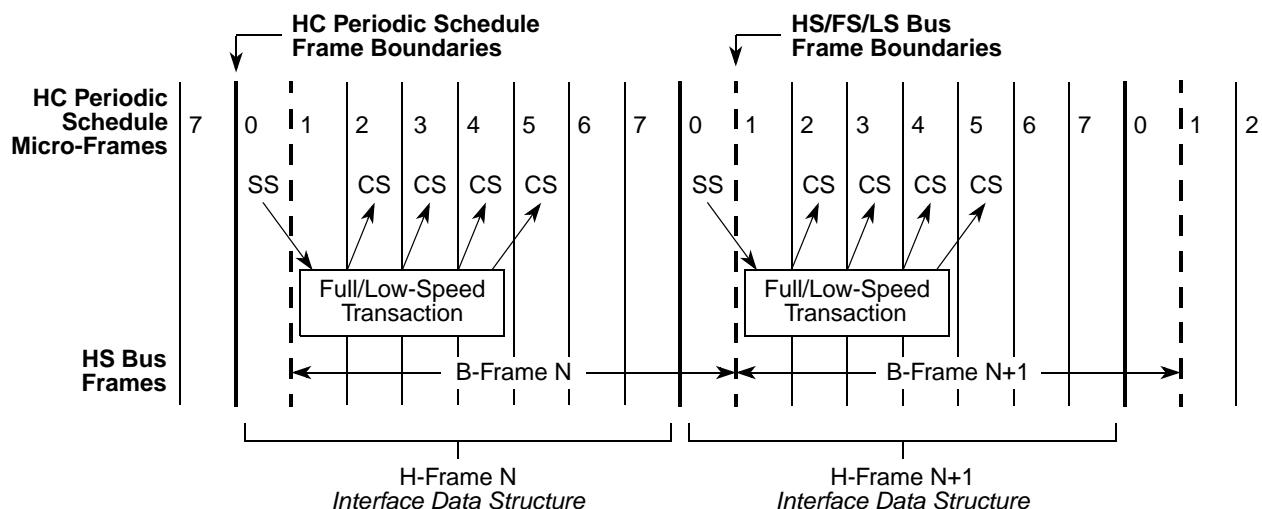 HC Periodic Schedule
Frame Boundaries
HS/FS/LS Bus
Frame Boundaries
HC Periodic
Schedule
Micro-Frames
7 0 1 2 3 4 5 6 7 0 1 2 3 4 5 6 7 0 1 2
SS CS CS CS CS SS CS CS CS CS
Full/Low-Speed
Transaction
Full/Low-Speed
Transaction
HS Bus
Frames
B-Frame N
B-Frame N+1
H-Frame N
Interface Data Structure
H-Frame N+1
Interface Data Structure